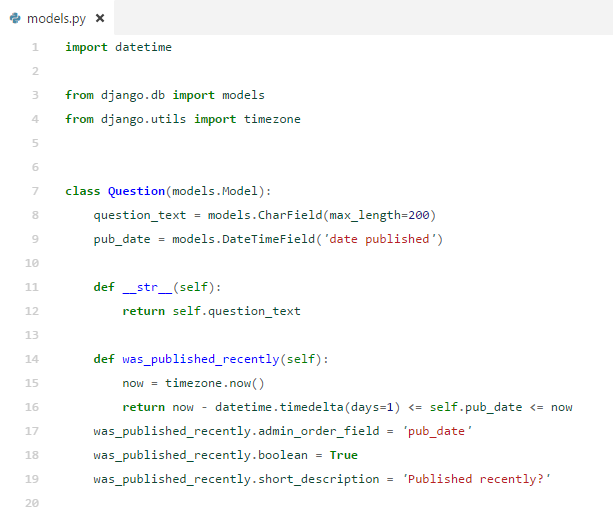 models.py ×
1 import datetime
2
3 from django.db import models
4 from django.utils import timezone
5
6
7 class Question(models.Model):
8     question_text = models.CharField(max_length=200)
9     pub_date = models.DateTimeField('date published')
10
11     def __str__(self):
12         return self.question_text
13
14     def was_published_recently(self):
15         now = timezone.now()
16         return now - datetime.timedelta(days=1) <= self.pub_date <= now
17     was_published_recently.admin_order_field = 'pub_date'
18     was_published_recently.boolean = True
19     was_published_recently.short_description = 'Published recently?'
20